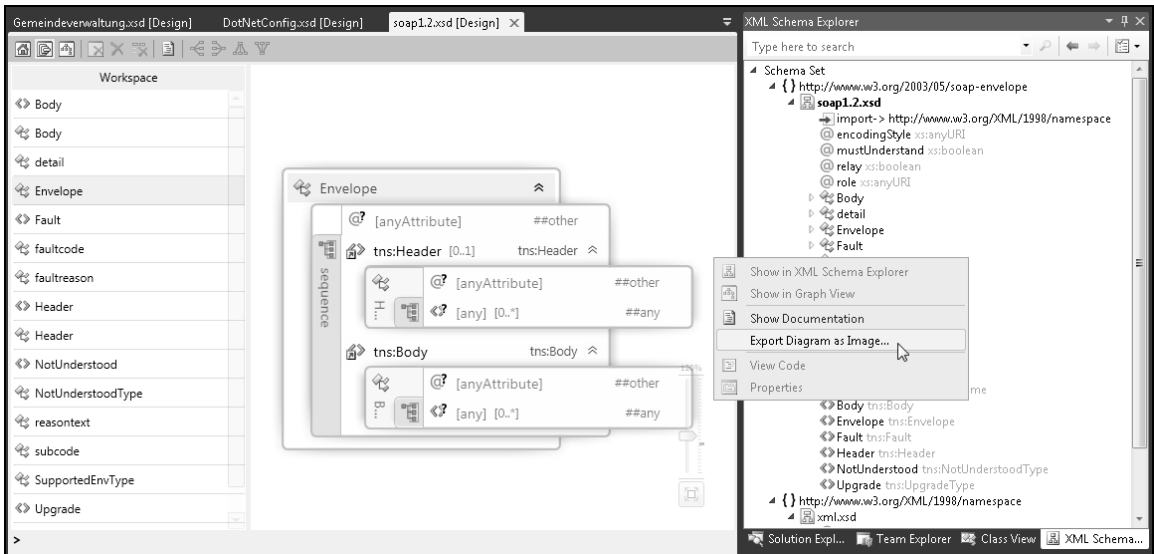 Gemeindeverwaltung.xsd [Design] DotNetConfig.xsd [Design] soap1.2.xsd [Design]
Workspace
Body
Body
detail
Envelope
Fault
faultcode
faultreason
Header
Header
NotUnderstood
NotUnderstoodType
reasontext
subcode
SupportedEnvType
Upgrade
>
Envelope
[anyAttribute] ##other
sequence
tns:Header [0..1] tns:Header
H...
[anyAttribute] ##other
[any] [0..*] ##any
tns:Body tns:Body
B...
[anyAttribute] ##other
[any] [0..*] ##any
XML Schema Explorer
Type here to search
Schema Set
{ } http://www.w3.org/2003/05/soap-envelope
soap1.2.xsd
import-> http://www.w3.org/XML/1998/namespace
encodingStyle xs:anyURI
mustUnderstand xs:boolean
relay xs:boolean
role xs:anyURI
Body
detail
Envelope
Fault
Show in XML Schema Explorer
Show in Graph View
Show Documentation
Export Diagram as Image...
View Code
Properties
Body tns:Body
Envelope tns:Envelope
Fault tns:Fault
Header tns:Header
NotUnderstood tns:NotUnderstoodType
Upgrade tns:UpgradeType
{ } http://www.w3.org/XML/1998/namespace
xml.xsd
Solution Expl... Team Explorer Class View XML Schema...